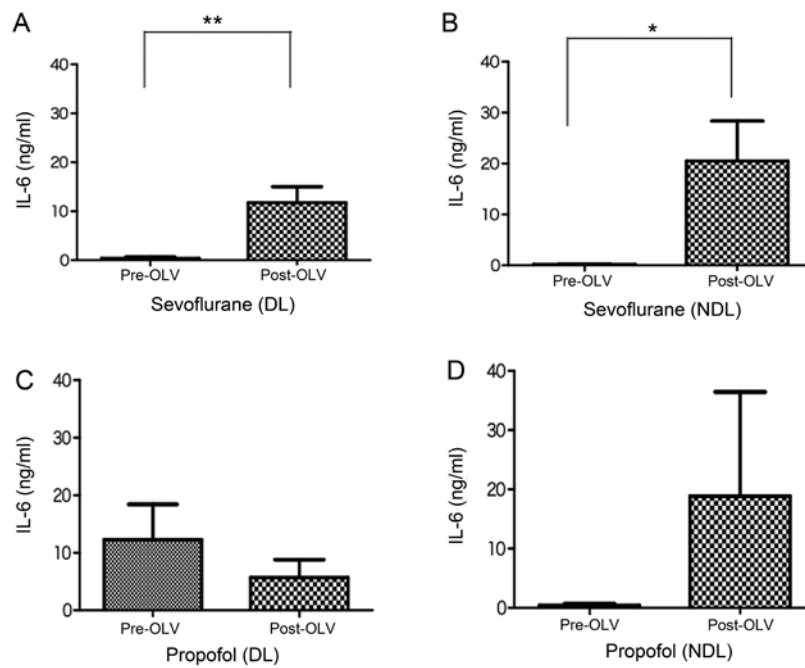 A
**
40
30
20
10
0
IL-6 (ng/ml)
Pre-OLV Post-OLV
Sevoflurane (DL)
B
*
40
30
20
10
0
IL-6 (ng/ml)
Pre-OLV Post-OLV
Sevoflurane (NDL)
C
40
30
20
10
0
IL-6 (ng/ml)
Pre-OLV Post-OLV
Propofol (DL)
D
40
30
20
10
0
IL-6 (ng/ml)
Pre-OLV Post-OLV
Propofol (NDL)